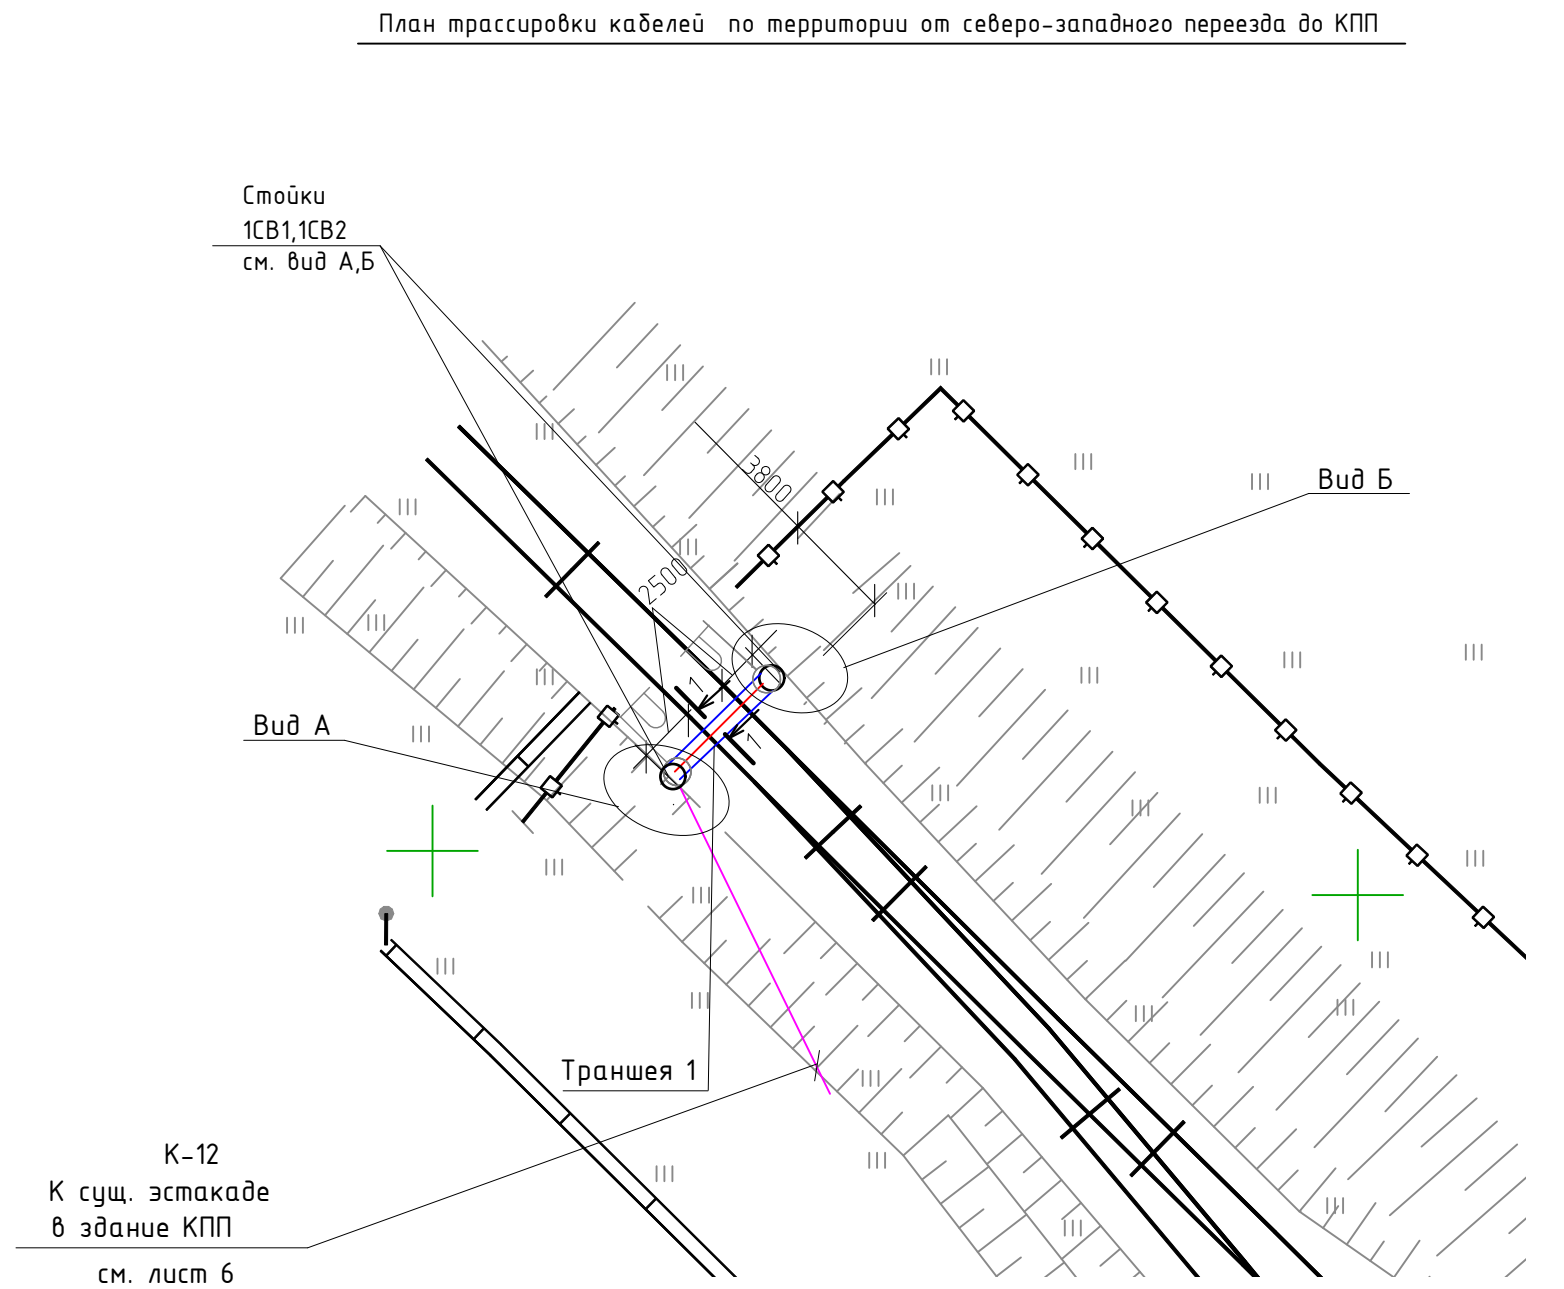 План трассировки кабелей по территории от северо-западного переезда до КПП
Стойки
1СВ1,1СВ2
см. вид А,Б
3800
Вид Б
2500
1
1
Вид А
Траншея 1
К-12
К сущ. эстакаде
в здание КПП
см. лист 6